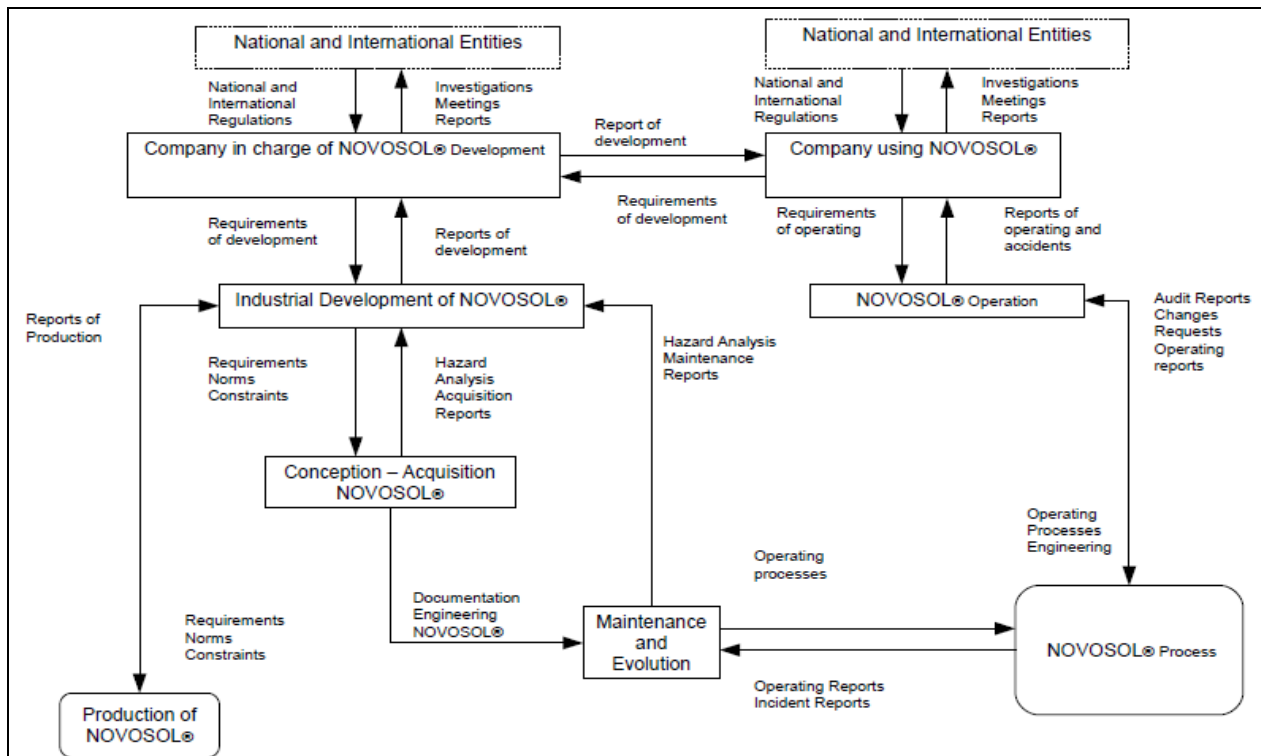 National and International Entities
National and International Entities
National and
International
Regulations
Investigations
Meetings
Reports
National and
International
Regulations
Investigations
Meetings
Reports
Report of
development
Company in charge of NOVOSOL® Development
Company using NOVOSOL®
Requirements
of development
Requirements
of development
Reports of
development
Requirements
of operating
Reports of
operating and
accidents
Industrial Development of NOVOSOL®
NOVOSOL® Operation
Reports of
Production
Audit Reports
Changes
Requests
Operating
reports
Hazard Analysis
Maintenance
Reports
Requirements
Norms
Constraints
Hazard
Analysis
Acquisition
Reports
Conception – Acquisition
NOVOSOL®
Operating
Processes
Engineering
Operating
processes
Documentation
Engineering
NOVOSOL®
Requirements
Norms
Constraints
Maintenance
and
Evolution
NOVOSOL® Process
Operating Reports
Incident Reports
Production of
NOVOSOL®